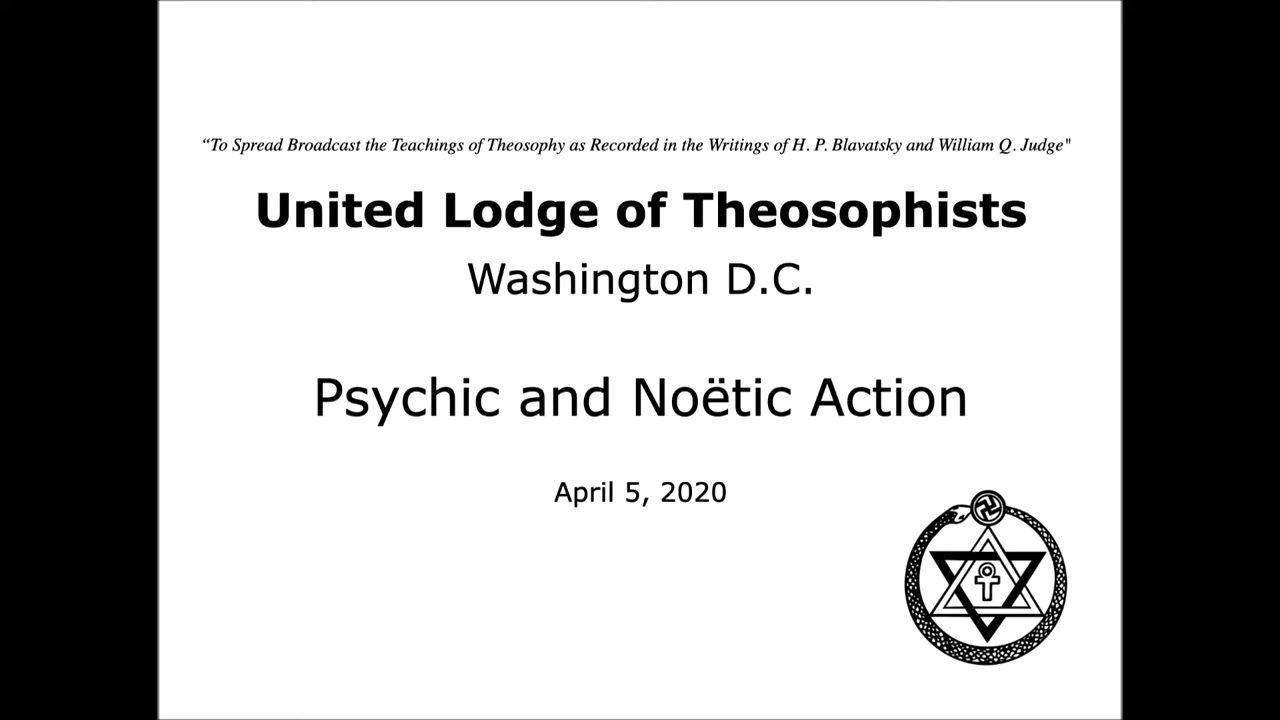 “To Spread Broadcast the Teachings of Theosophy as Recorded in the Writings of H. P. Blavatsky and William Q. Judge"
United Lodge of Theosophists
Washington D.C.
Psychic and Noëtic Action
April 5, 2020